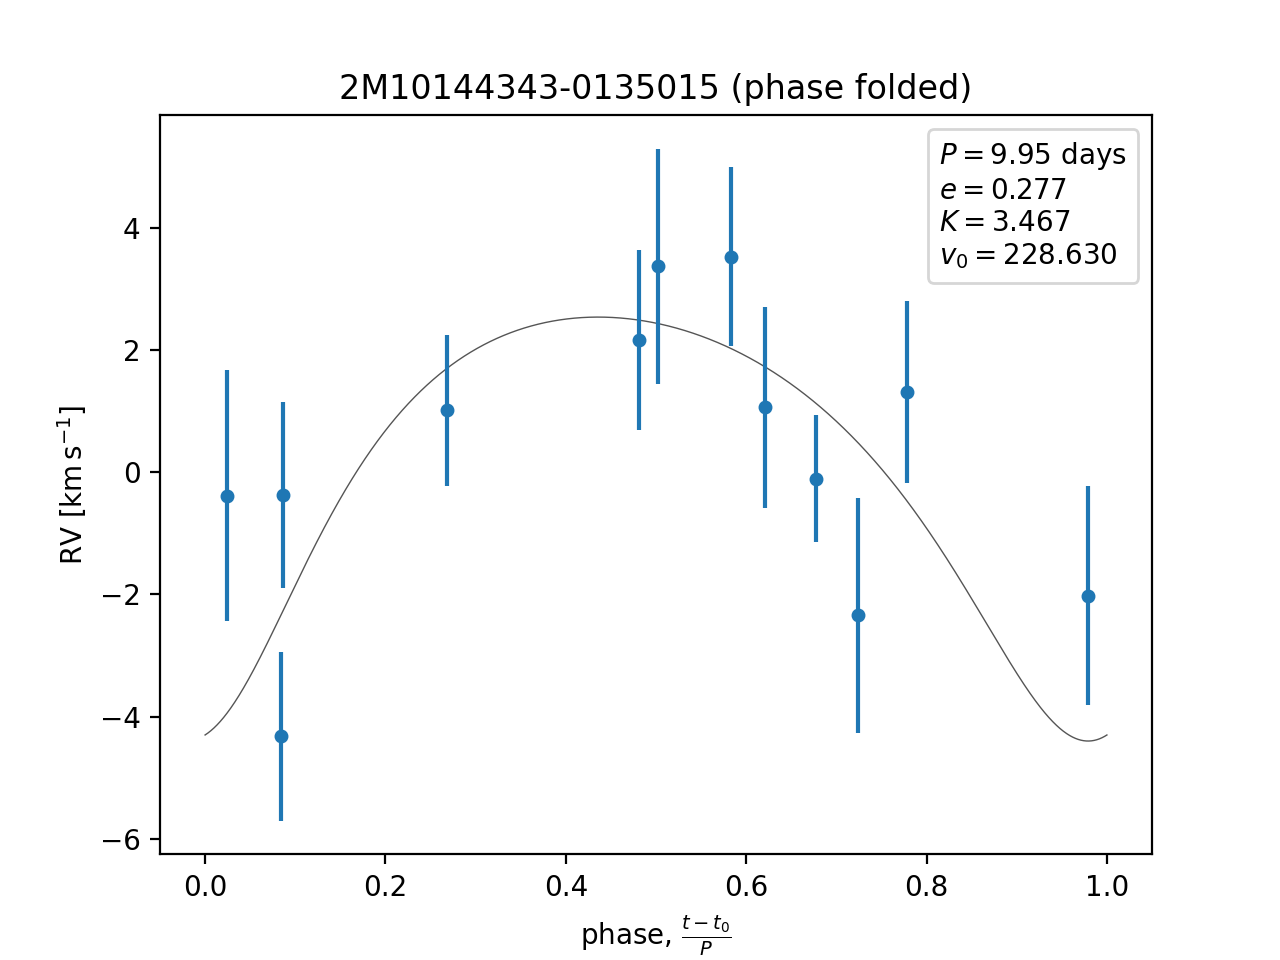 2M10144343-0135015 (phase folded)
P = 9.95 days
e = 0.277
K = 3.467
v₀ = 228.630
RV [km s⁻¹]
4
2
0
−2
−4
−6
0.0 0.2 0.4 0.6 0.8 1.0
phase, (t − t₀)/P